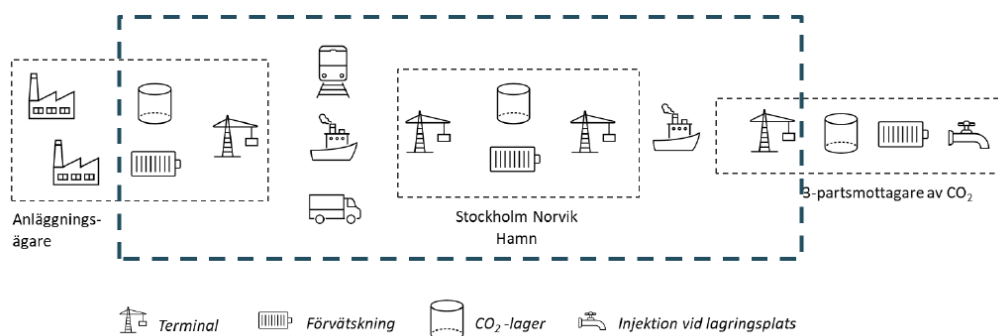 Anläggnings-
ägare
Stockholm Norvik
Hamn
3-partsmottagare av CO₂
Terminal
Förvätskning
CO₂ -lager
Injektion vid lagringsplats